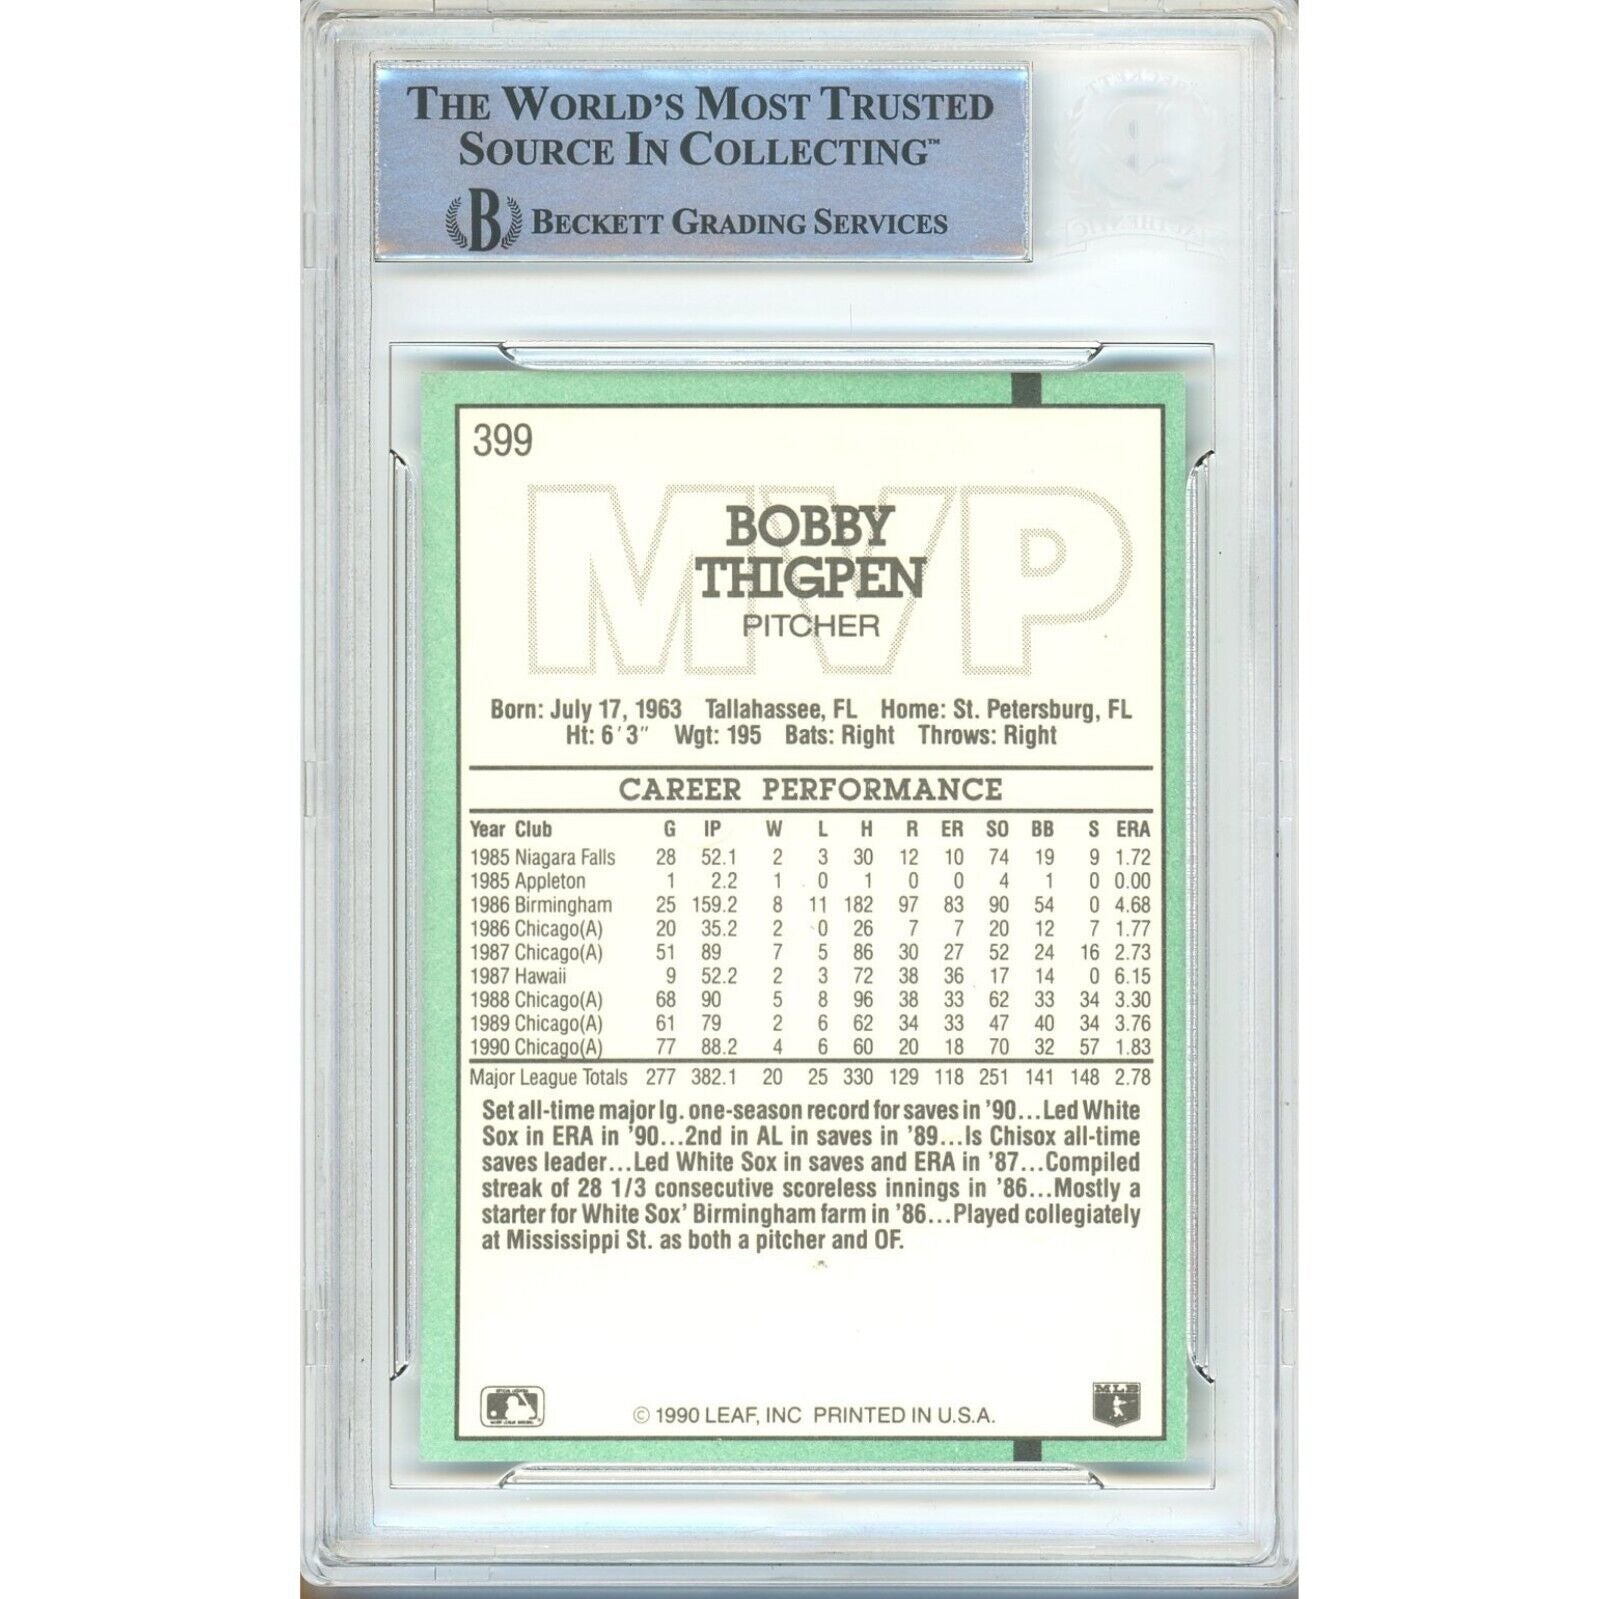 THE WORLD'S MOST TRUSTED
SOURCE IN COLLECTING™
B BECKETT GRADING SERVICES
BECKETT
B
AUTHENTIC
399
MVP
BOBBY
THIGPEN
PITCHER
Born: July 17, 1963 Tallahassee, FL Home: St. Petersburg, FL
Ht: 6'3" Wgt: 195 Bats: Right Throws: Right
CAREER PERFORMANCE
Year Club G IP W L H R ER SO BB S ERA
1985 Niagara Falls 28 52.1 2 3 30 12 10 74 19 9 1.72
1985 Appleton 1 2.2 1 0 1 0 0 4 1 0 0.00
1986 Birmingham 25 159.2 8 11 182 97 83 90 54 0 4.68
1986 Chicago(A) 20 35.2 2 0 26 7 7 20 12 7 1.77
1987 Chicago(A) 51 89 7 5 86 30 27 52 24 16 2.73
1987 Hawaii 9 52.2 2 3 72 38 36 17 14 0 6.15
1988 Chicago(A) 68 90 5 8 96 38 33 62 33 34 3.30
1989 Chicago(A) 61 79 2 6 62 34 33 47 40 34 3.76
1990 Chicago(A) 77 88.2 4 6 60 20 18 70 32 57 1.83
Major League Totals 277 382.1 20 25 330 129 118 251 141 148 2.78
Set all-time major lg. one-season record for saves in '90...Led White
Sox in ERA in '90...2nd in AL in saves in '89...Is Chisox all-time
saves leader...Led White Sox in saves and ERA in '87...Compiled
streak of 28 1/3 consecutive scoreless innings in '86...Mostly a
starter for White Sox' Birmingham farm in '86...Played collegiately
at Mississippi St. as both a pitcher and OF.
MLB
© 1990 LEAF, INC PRINTED IN U.S.A.